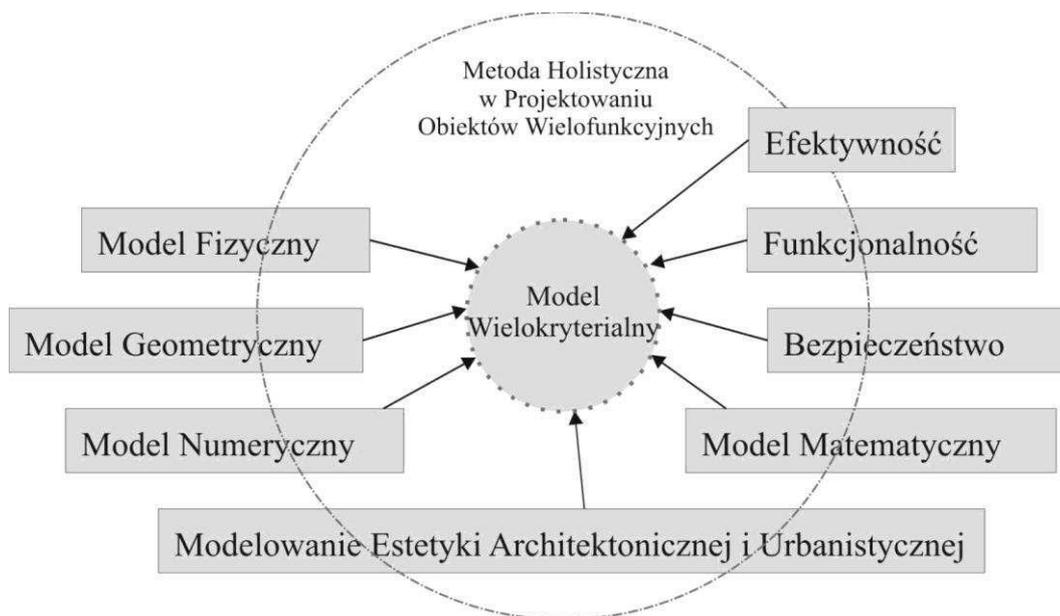 Metoda Holistyczna
w Projektowaniu
Obiektów Wielofunkcyjnych
Efektywność
Model Fizyczny
Funkcjonalność
Model
Wielokryterialny
Model Geometryczny
Bezpieczeństwo
Model Numeryczny
Model Matematyczny
Modelowanie Estetyki Architektonicznej i Urbanistycznej